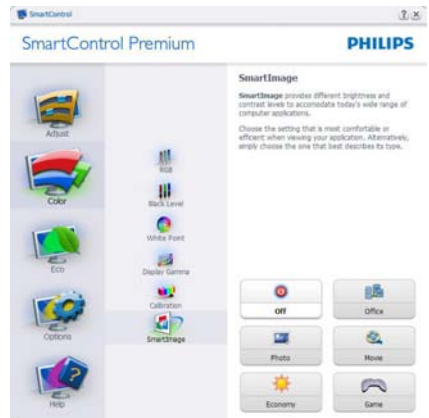 SmartControl
SmartControl Premium
PHILIPS
Adjust
Color
Eco
Options
Help
RGB
Black Level
White Point
Display Gamma
Calibration
SmartImage
SmartImage
SmartImage provides different brightness and
contrast levels to accomodate today's wide range of
computer applications.
Choose the setting that is most comfortable or
efficient when viewing your application. Alternatively,
simply choose the one that best describes its type.
Off
Office
Photo
Movie
Economy
Game